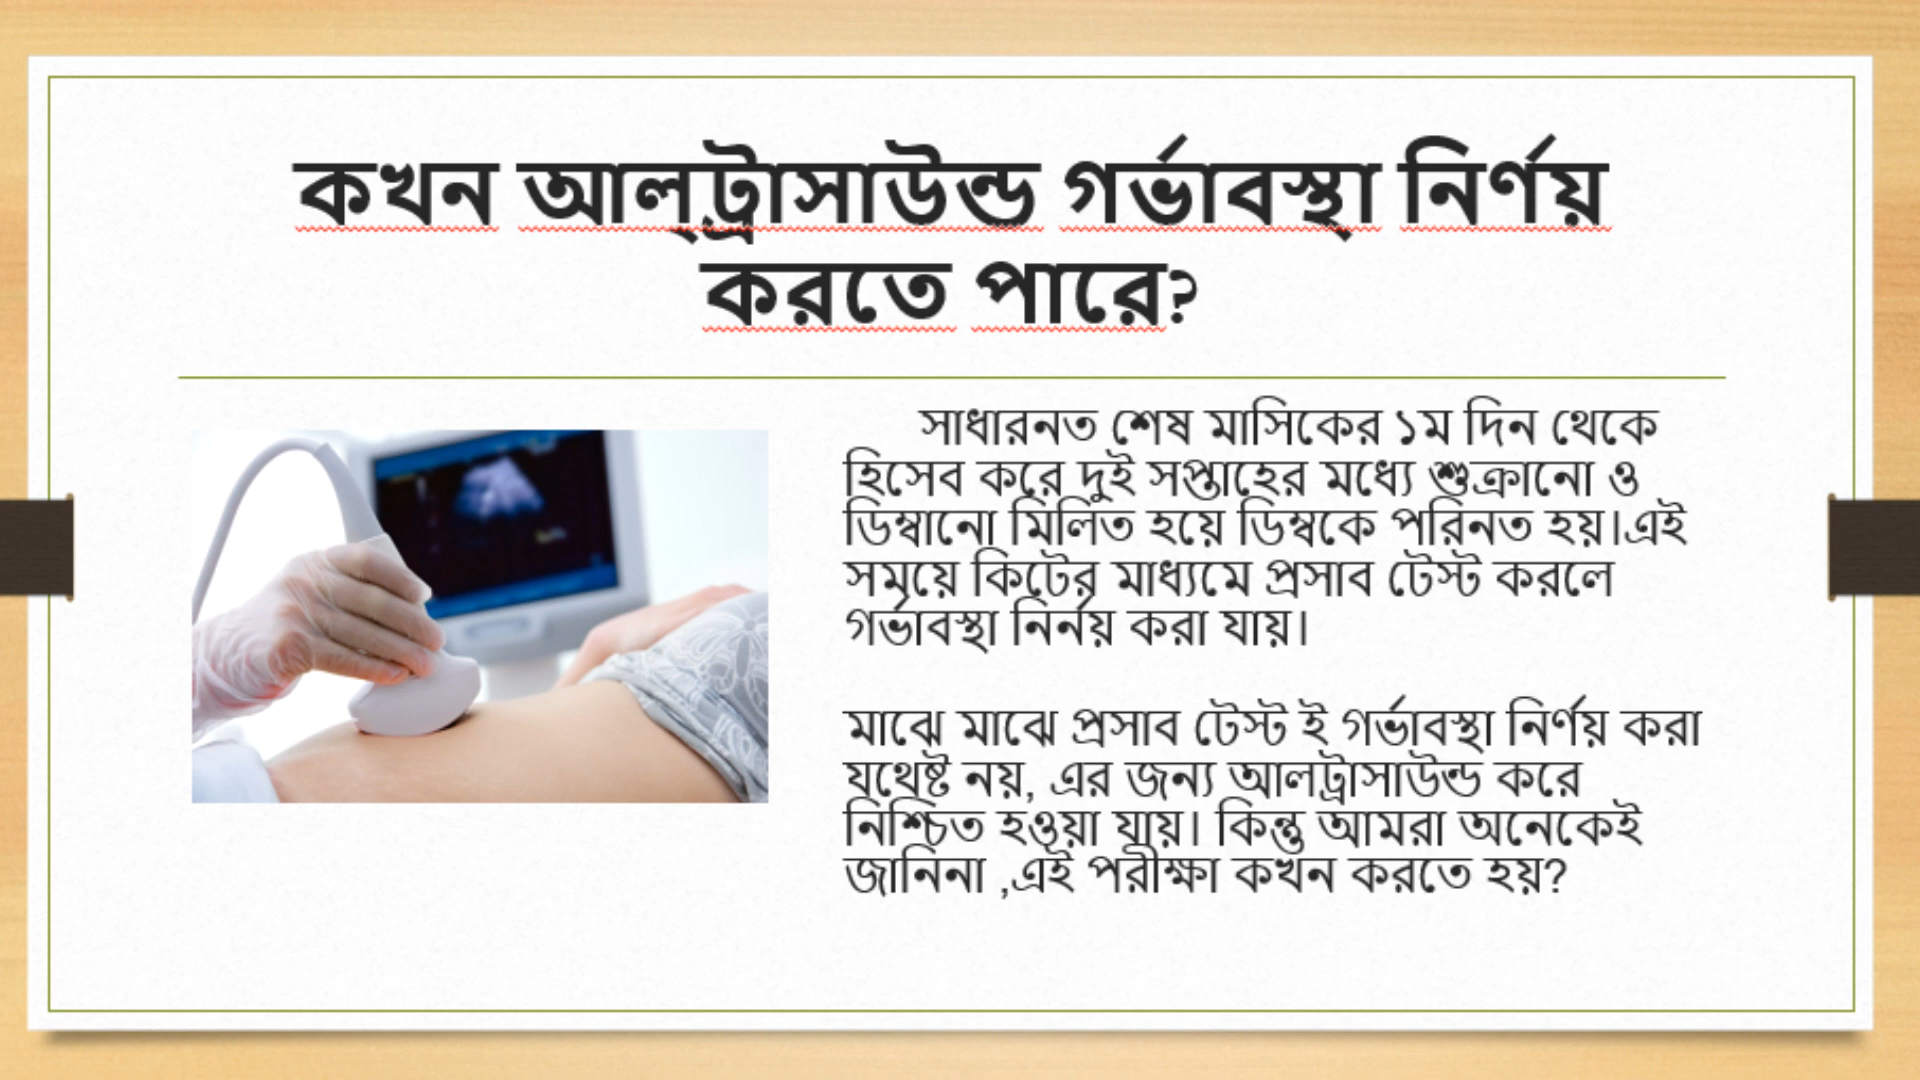 কখন আল্ট্রাসাউন্ড গর্ভাবস্থা নির্ণয়
করতে পারে?
সাধারনত শেষ মাসিকের ১ম দিন থেকে
হিসেব করে দুই সপ্তাহের মধ্যে শুক্রানো ও
ডিম্বানো মিলিত হয়ে ডিম্বকে পরিনত হয়।এই
সময়ে কিটের মাধ্যমে প্রসাব টেস্ট করলে
গর্ভাবস্থা নির্নয় করা যায়।
মাঝে মাঝে প্রসাব টেস্ট ই গর্ভাবস্থা নির্ণয় করা
যথেষ্ট নয়, এর জন্য আলট্রাসাউন্ড করে
নিশ্চিত হওয়া যায়। কিন্তু আমরা অনেকেই
জানিনা ,এই পরীক্ষা কখন করতে হয়?